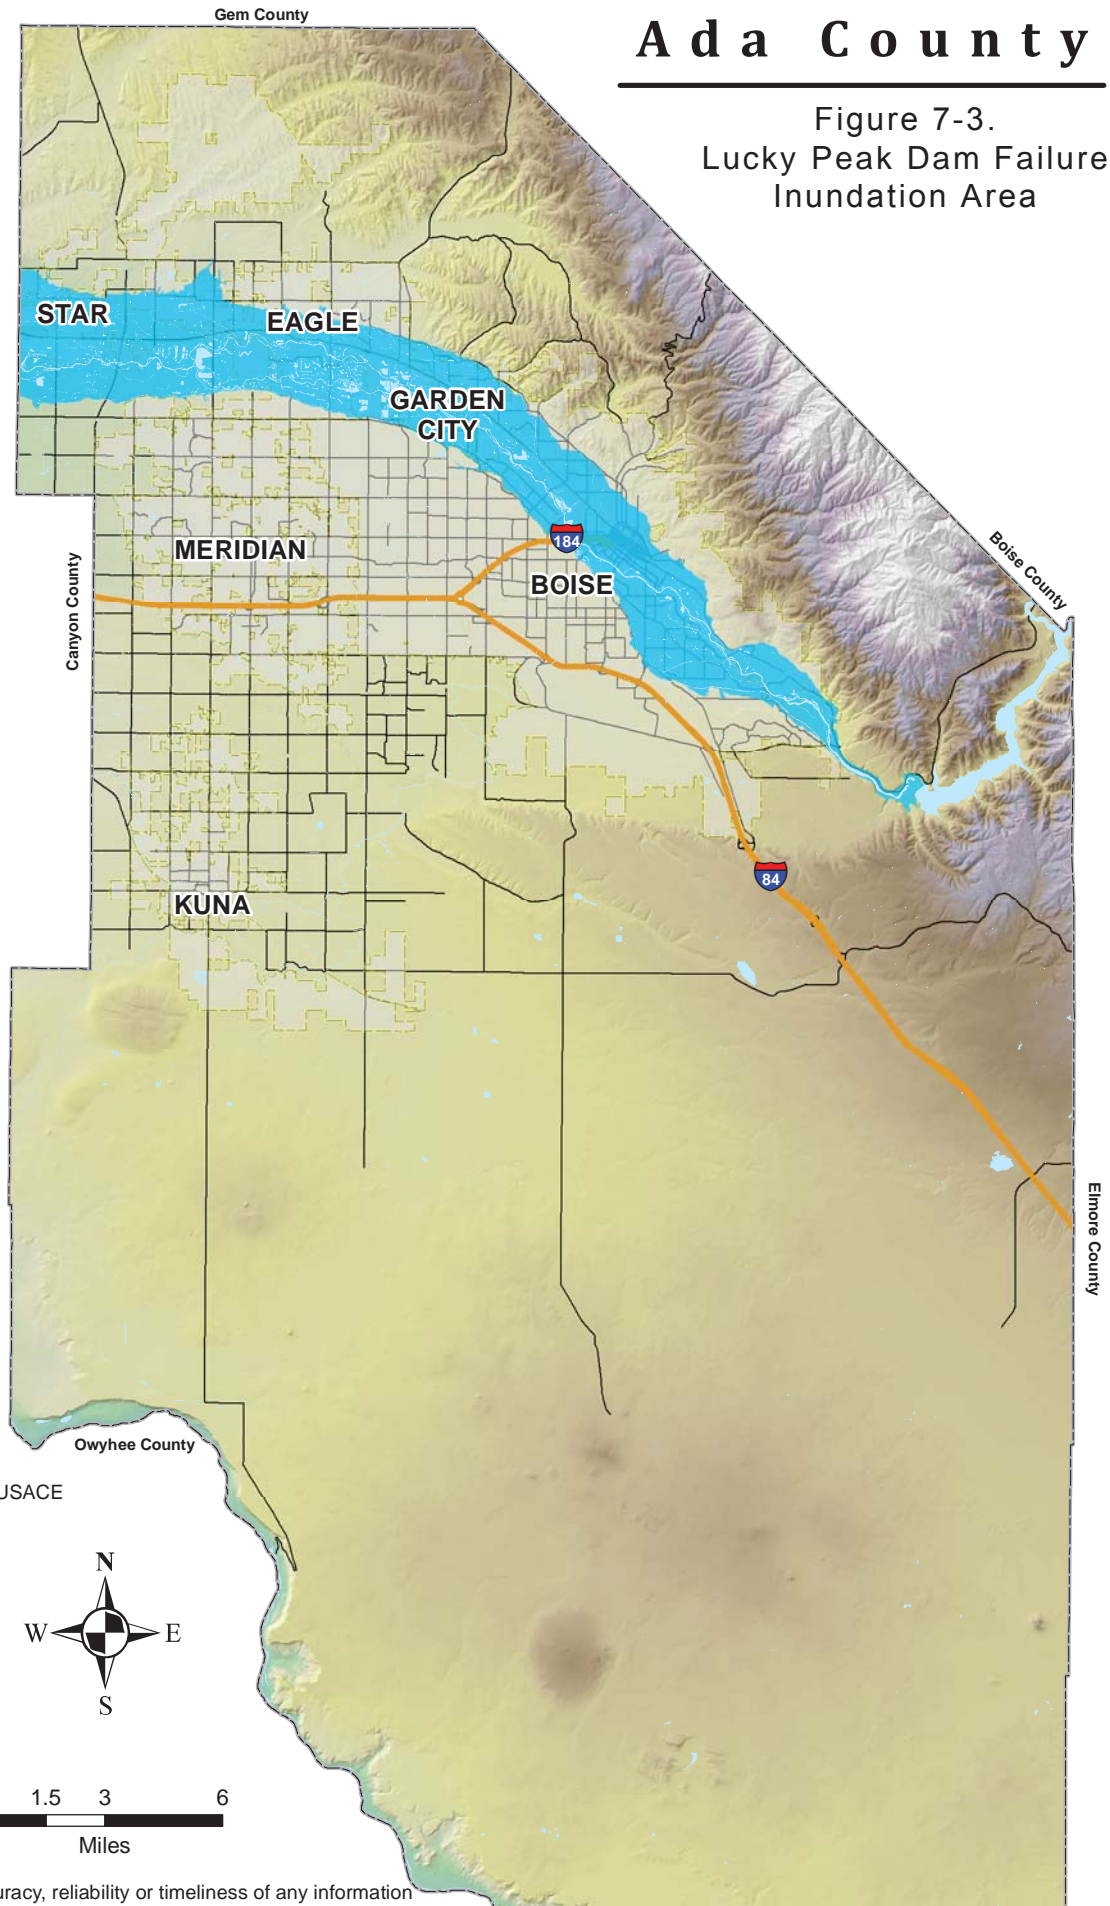 Gem County
Ada County
Figure 7-3.
Lucky Peak Dam Failure
Inundation Area
STAR
EAGLE
GARDEN
CITY
184
MERIDIAN
BOISE
Boise County
Canyon County
84
KUNA
Elmore County
Owyhee County
USACE
N
W
E
S
1.5 3 6
Miles
reliability or timeliness of any information